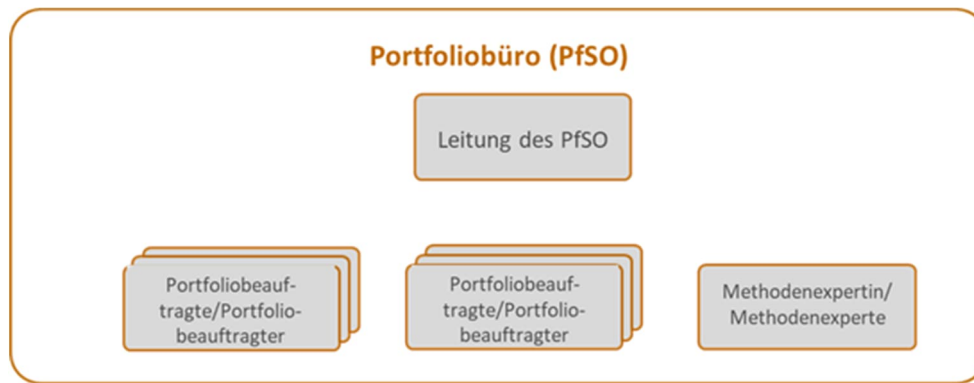 Portfoliobüro (PfSO)
Leitung des PfSO
Portfoliobeauf-
tragte/Portfolio-
beauftragter
Portfoliobeauf-
tragte/Portfolio-
beauftragter
Methodenexpertin/
Methodenexperte